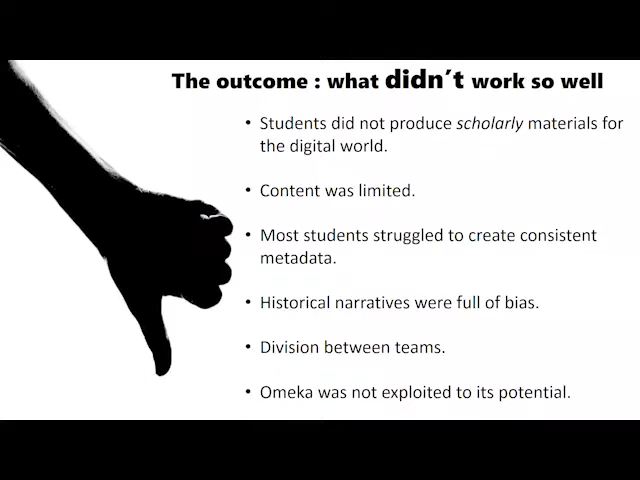 The outcome : what didn't work so well
• Students did not produce scholarly materials for
the digital world.
• Content was limited.
• Most students struggled to create consistent
metadata.
• Historical narratives were full of bias.
• Division between teams.
• Omeka was not exploited to its potential.